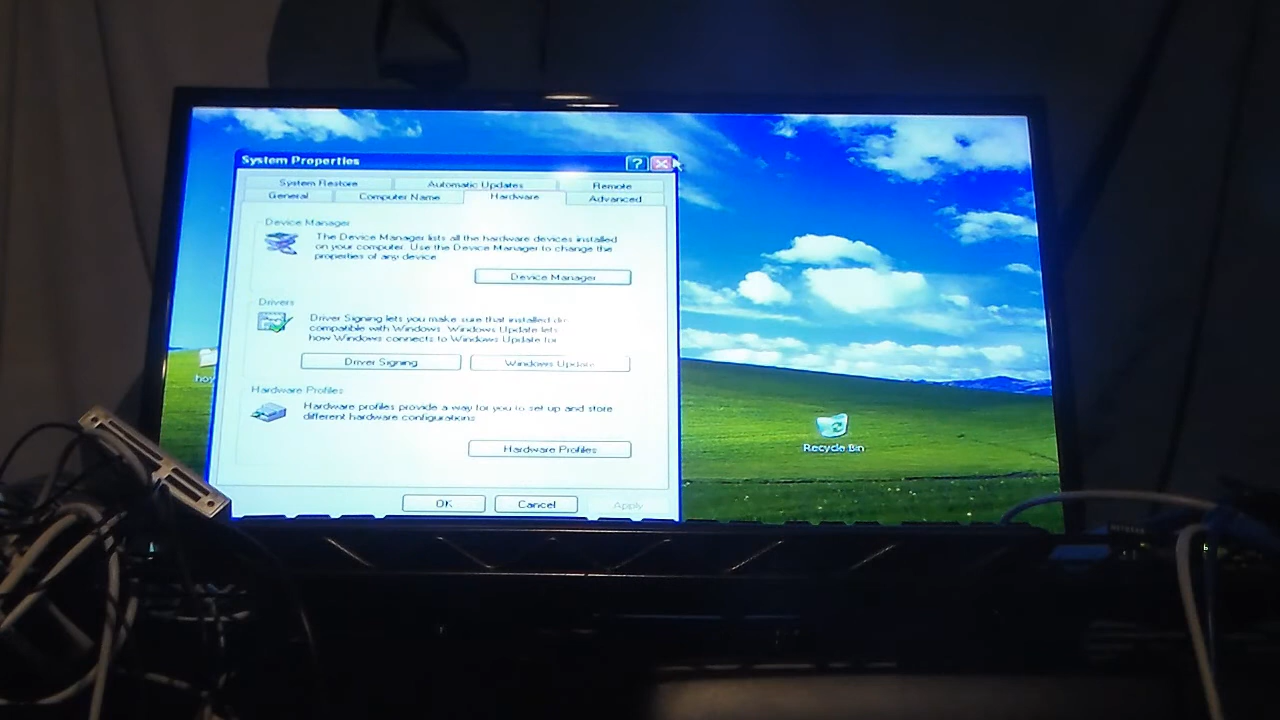 System Properties
System Restore
Automatic Updates
Remote
General
Computer Name
Hardware
Advanced
Device Manager
The Device Manager lists all the hardware devices installed
on your computer. Use the Device Manager to change the
properties of any device.
Device Manager
Drivers
Driver Signing lets you make sure that installed
compatible with Windows. Windows Update lets
how Windows connects to Windows Update for
Driver Signing
Windows Update
Hardware Profiles
Hardware profiles provide a way for you to set up and store
different hardware configurations.
Hardware Profiles
OK
Cancel
Apply
Recycle Bin